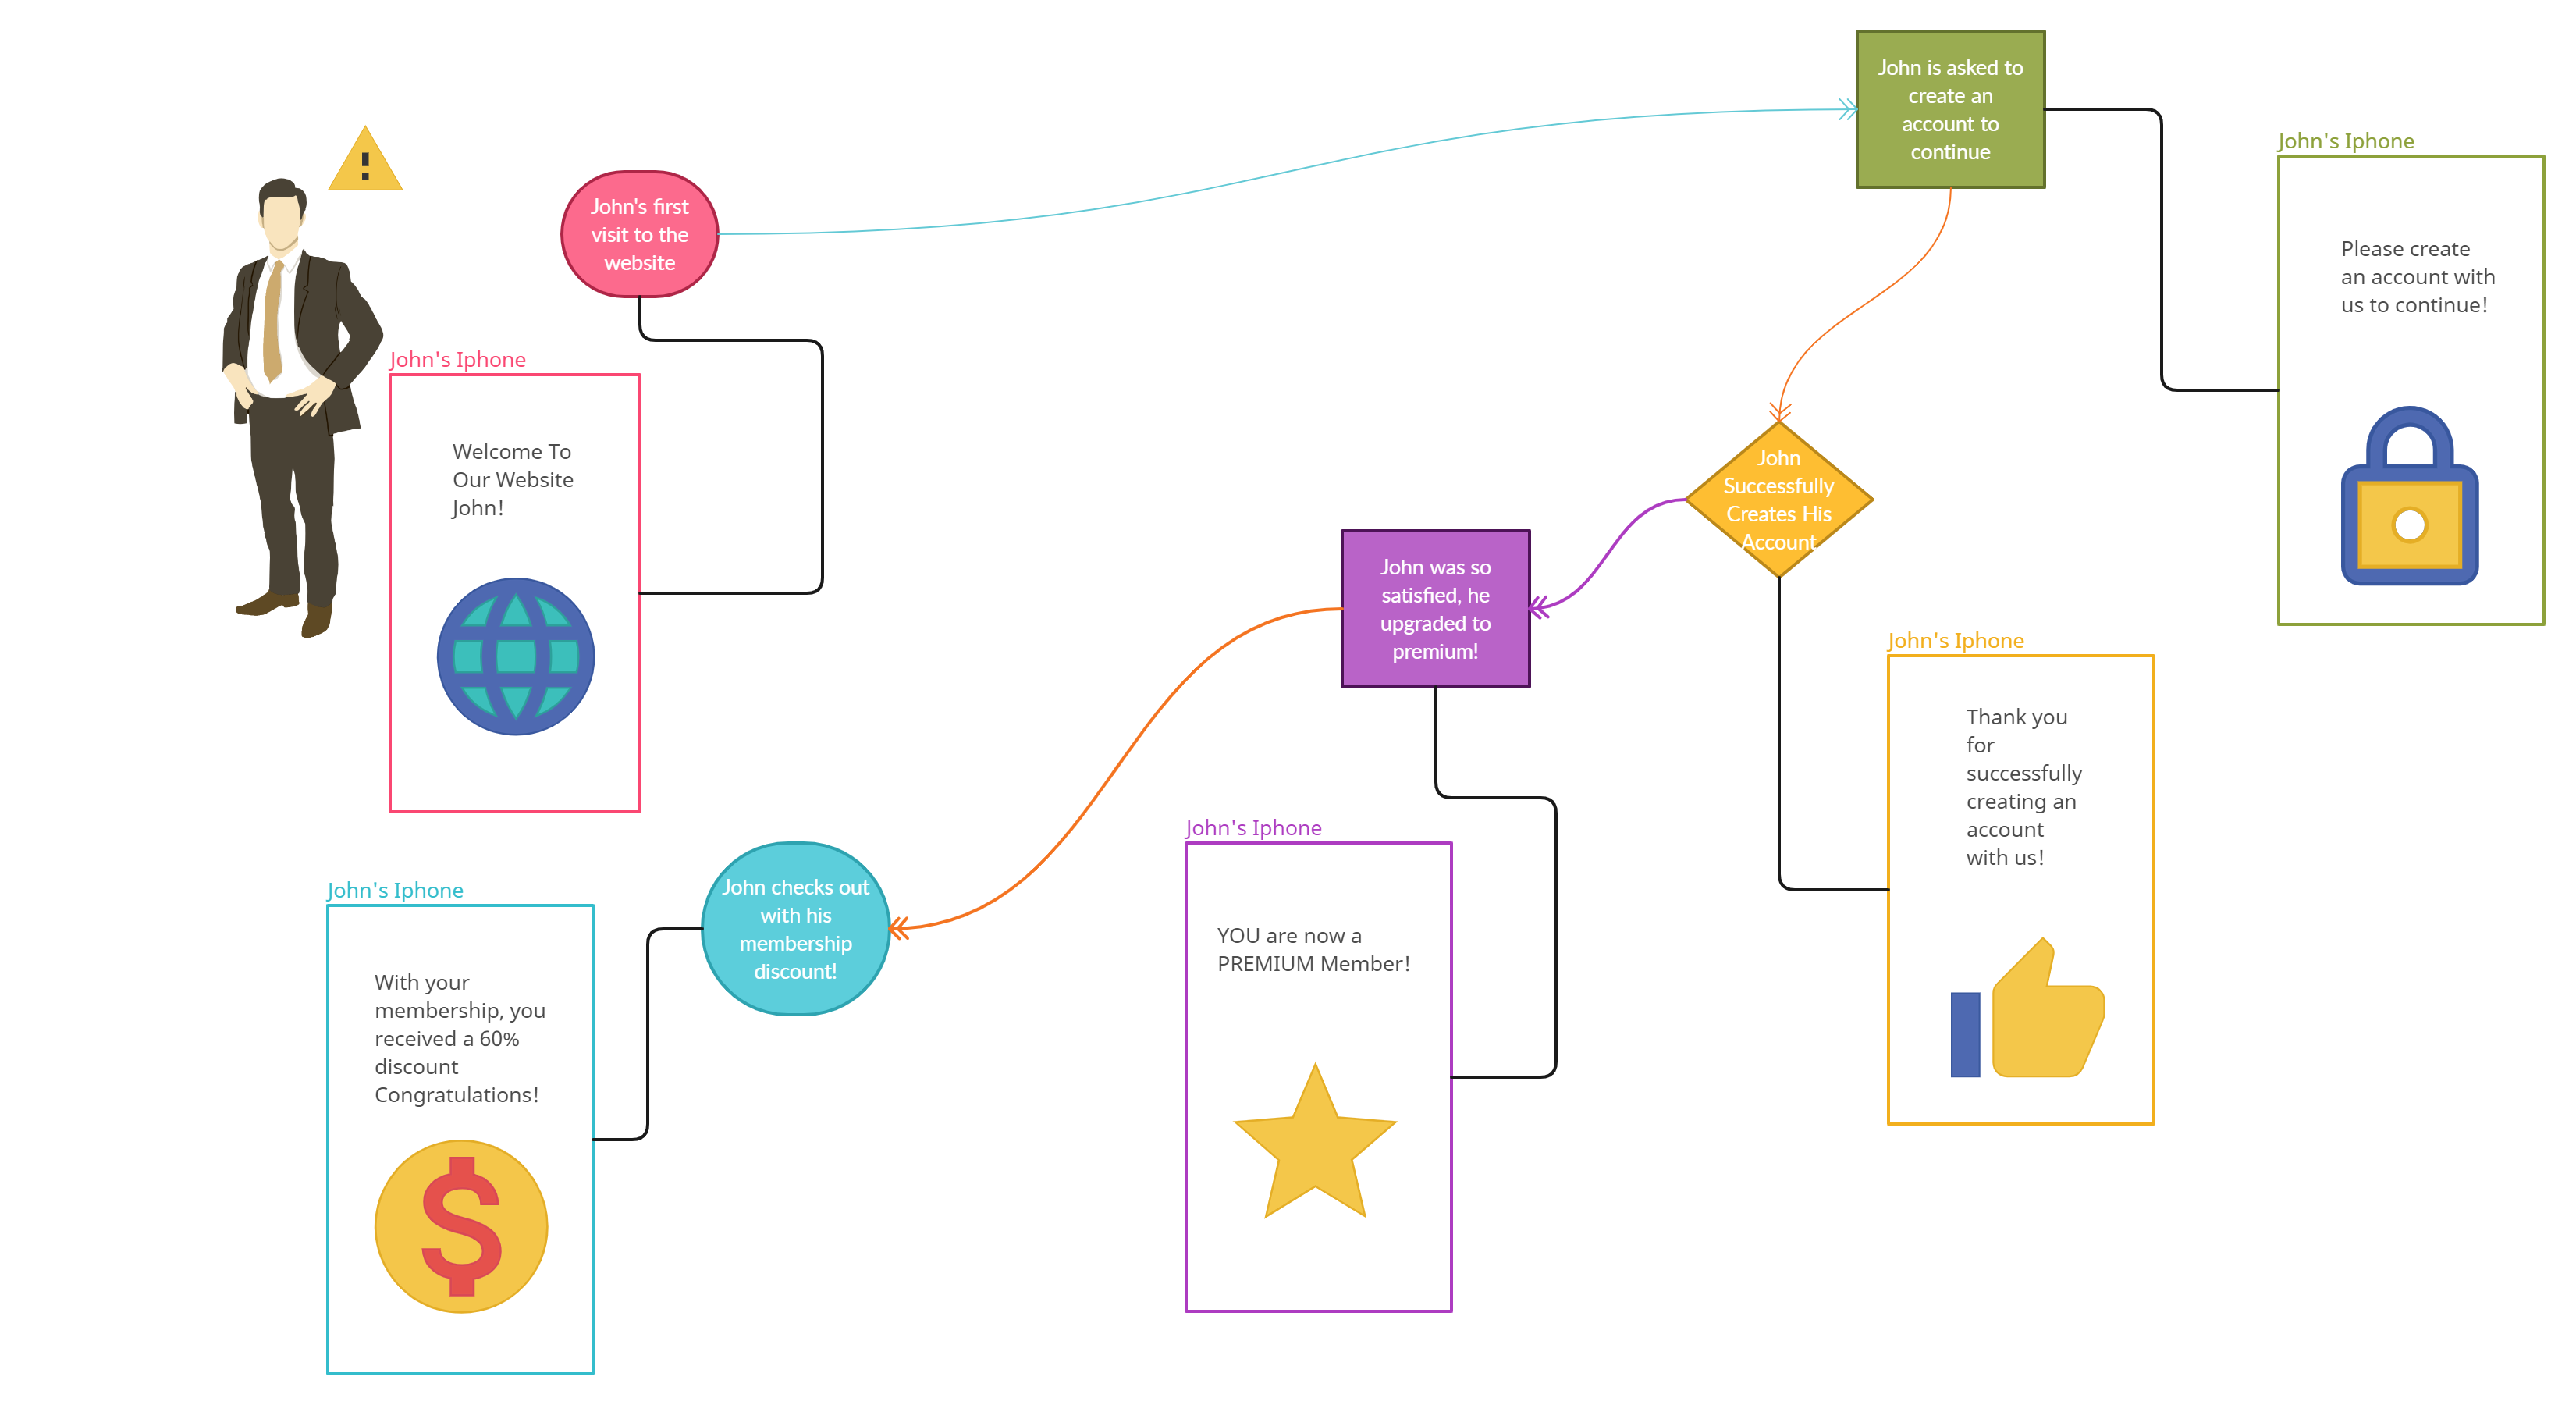 John's first
visit to the
website
John's Iphone
Welcome To
Our Website
John!
John is asked to
create an
account to
continue
John's Iphone
Please create
an account with
us to continue!
John
Successfully
Creates His
Account
John's Iphone
Thank you
for
successfully
creating an
account
with us!
John was so
satisfied, he
upgraded to
premium!
John's Iphone
YOU are now a
PREMIUM Member!
John checks out
with his
membership
discount!
John's Iphone
With your
membership, you
received a 60%
discount
Congratulations!